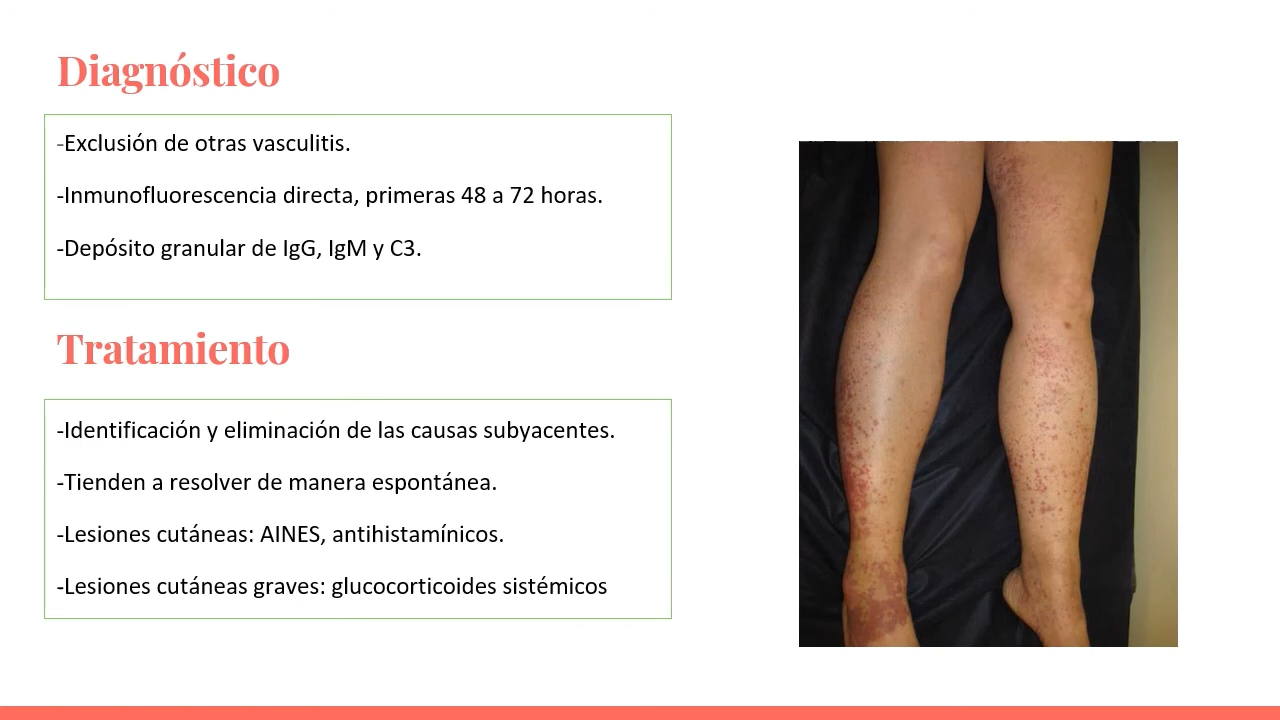 Diagnóstico
-Exclusión de otras vasculitis.
-Inmunofluorescencia directa, primeras 48 a 72 horas.
-Depósito granular de IgG, IgM y C3.
Tratamiento
-Identificación y eliminación de las causas subyacentes.
-Tienden a resolver de manera espontánea.
-Lesiones cutáneas: AINES, antihistamínicos.
-Lesiones cutáneas graves: glucocorticoides sistémicos